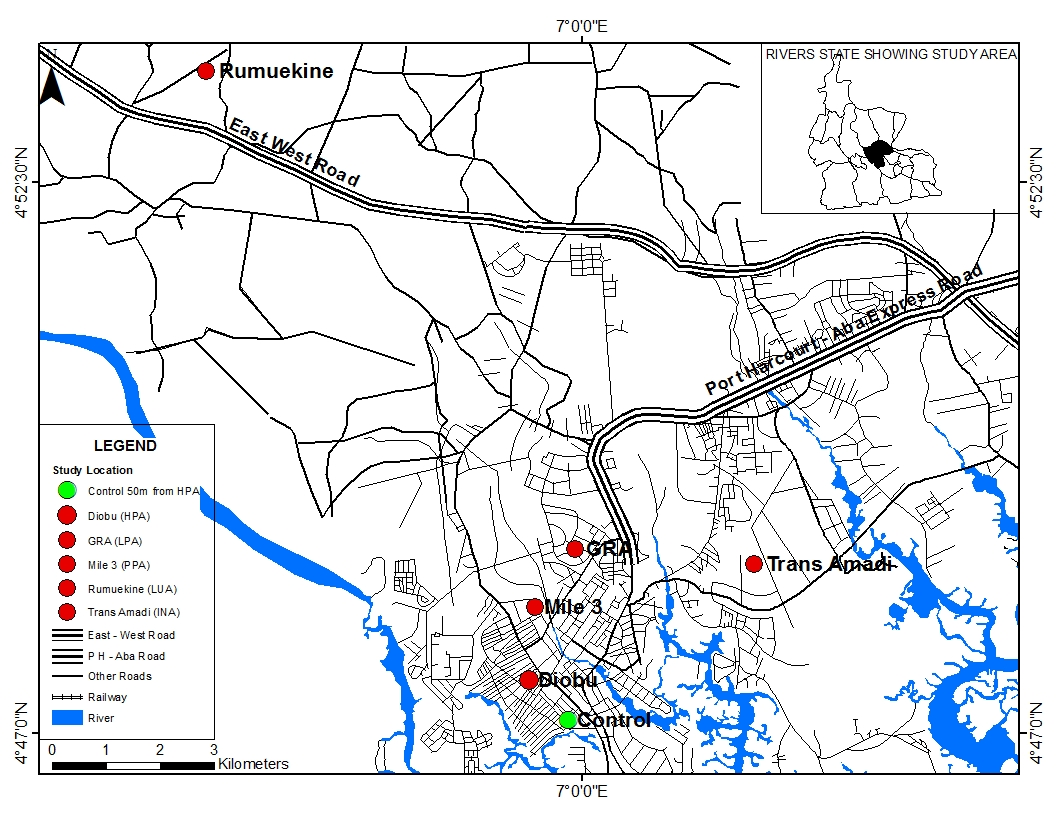 7°0'0"E
RIVERS STATE SHOWING STUDY AREA
N
Rumuekine
East West Road
4°52'30"N
4°52'30"N
Port Harcourt - Aba Express Road
LEGEND
Study Location
Control 50m from HPA
Diobu (HPA)
GRA (LPA)
Mile 3 (PPA)
Rumuekine (LUA)
Trans Amadi (INA)
East - West Road
P H - Aba Road
Other Roads
Railway
River
GRA
Trans Amadi
Mile 3
Diobu
Control
4°47'0"N
4°47'0"N
0 1 2 3
Kilometers
7°0'0"E